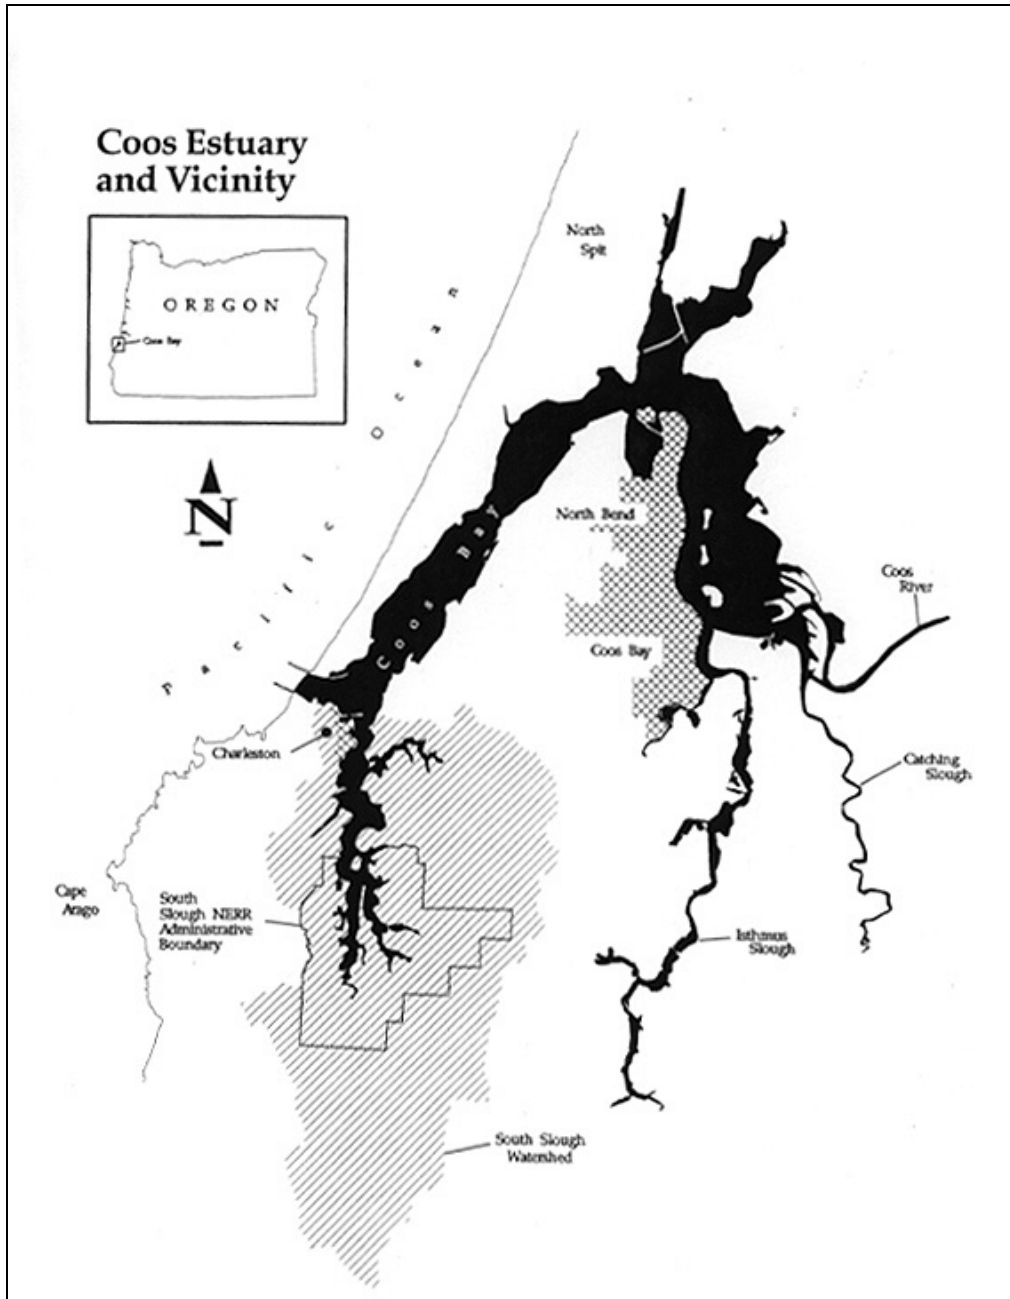 Coos Estuary
and Vicinity
OREGON
Coos Bay
N
Pacific Ocean
North
Spit
Coos Bay
North Bend
Coos
River
Coos Bay
Charleston
Catching
Slough
Cape
Arago
South
Slough NERR
Administrative
Boundary
Isthmus
Slough
South Slough
Watershed